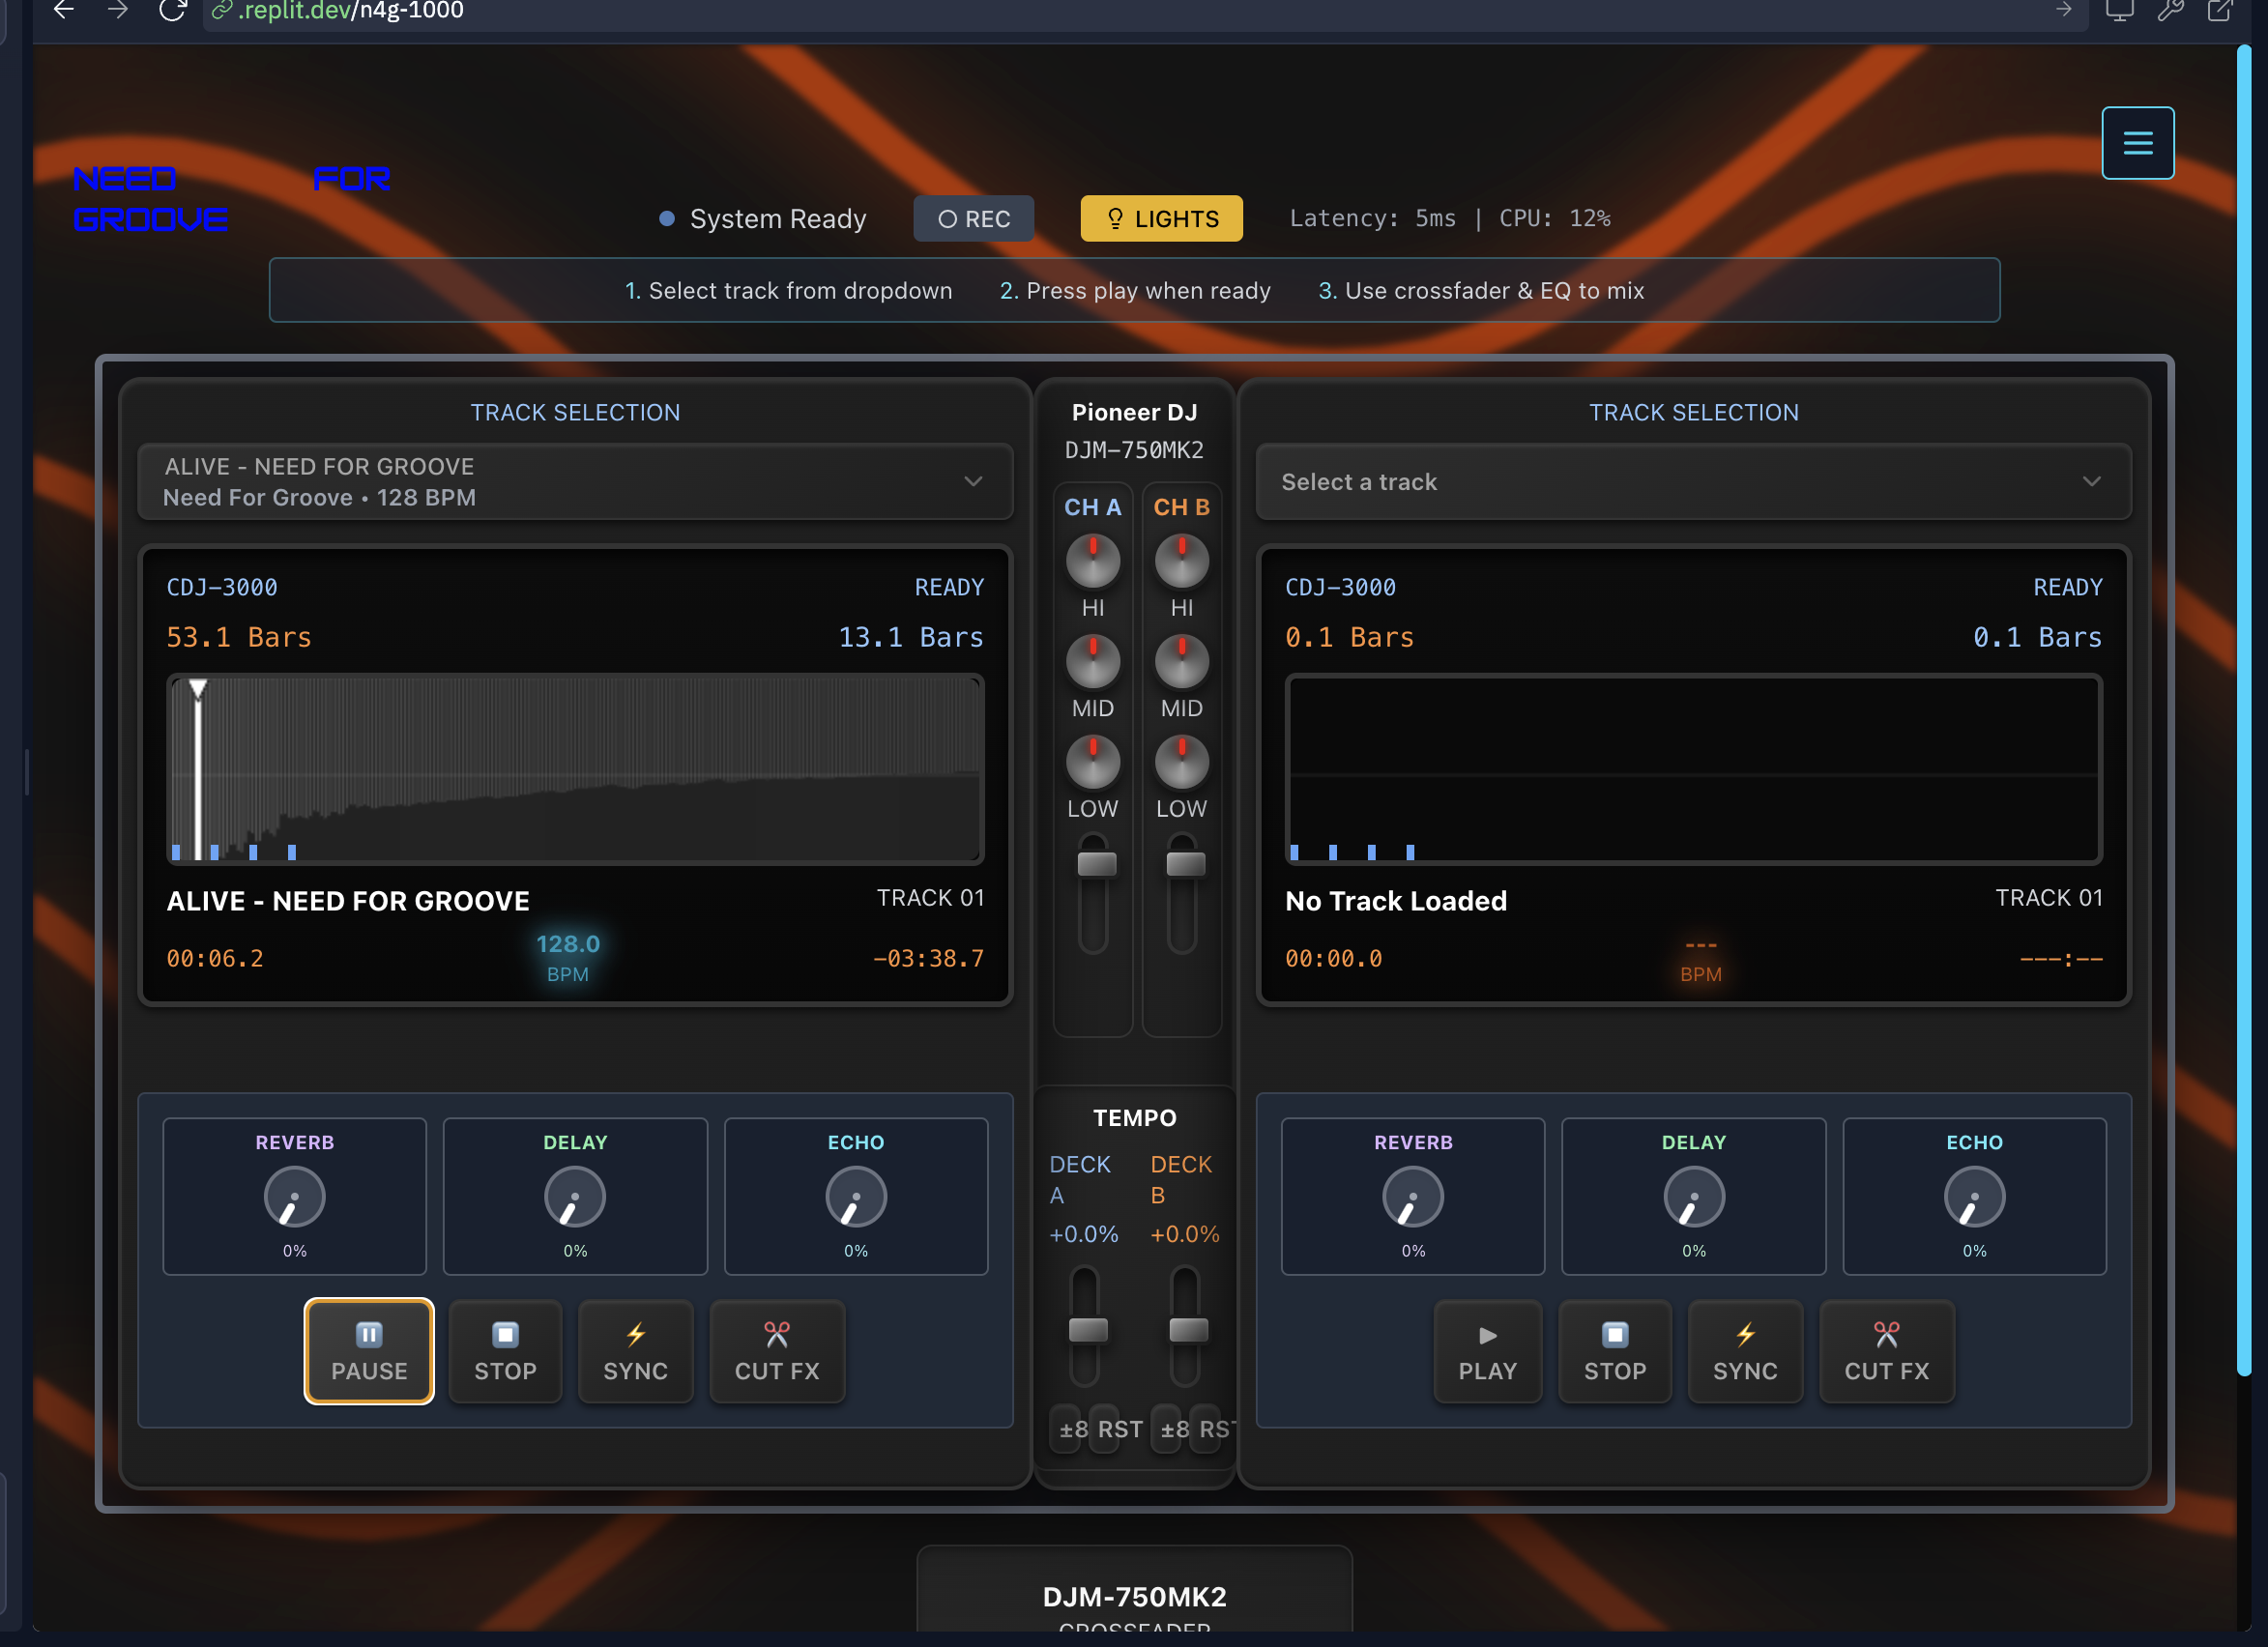 .replit.dev/n4g-1000
NEED FOR
GROOVE
System Ready
REC
LIGHTS
Latency: 5ms | CPU: 12%
1. Select track from dropdown 2. Press play when ready 3. Use crossfader & EQ to mix
TRACK SELECTION
ALIVE - NEED FOR GROOVE
Need For Groove • 128 BPM
CDJ-3000 READY
53.1 Bars 13.1 Bars
ALIVE - NEED FOR GROOVE TRACK 01
00:06.2 128.0 -03:38.7
BPM
REVERB DELAY ECHO
0% 0% 0%
PAUSE STOP SYNC CUT FX
Pioneer DJ
DJM-750MK2
CH A CH B
HI HI
MID MID
LOW LOW
TEMPO
DECK A DECK B
+0.0% +0.0%
±8 RST ±8 RST
TRACK SELECTION
Select a track
CDJ-3000 READY
0.1 Bars 0.1 Bars
No Track Loaded TRACK 01
00:00.0 --- ---:--
BPM
REVERB DELAY ECHO
0% 0% 0%
PLAY STOP SYNC CUT FX
DJM-750MK2
CROSSFADER